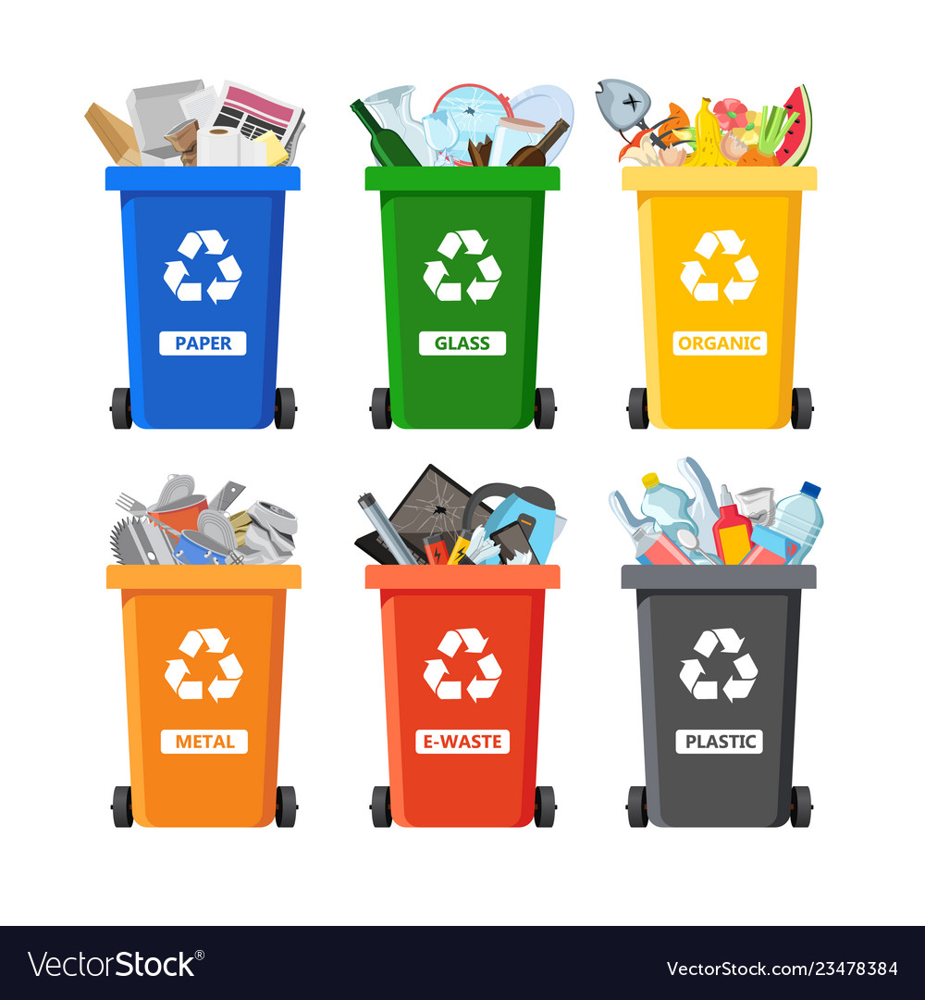 PAPER
GLASS
ORGANIC
METAL
E-WASTE
PLASTIC
VectorStock®
VectorStock.com/23478384